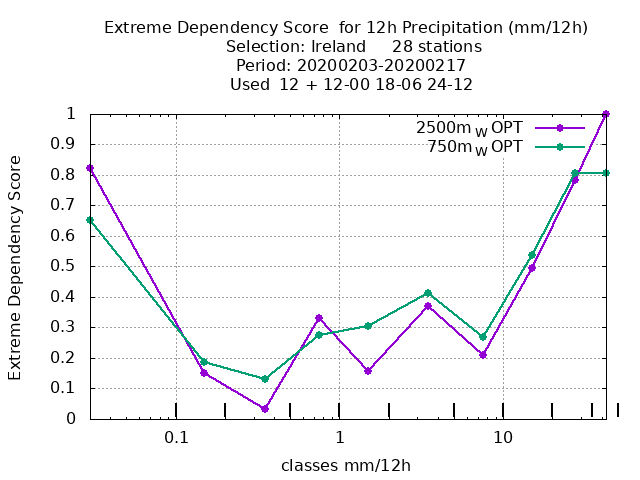 Extreme Dependency Score  for 12h Precipitation (mm/12h)
Selection: Ireland     28 stations
Period: 20200203-20200217
Used  12 + 12-00 18-06 24-12
2500m W OPT
750m W OPT
1
0.9
0.8
0.7
0.6
0.5
0.4
0.3
0.2
0.1
0
Extreme Dependency Score
0.1 1 10
classes mm/12h